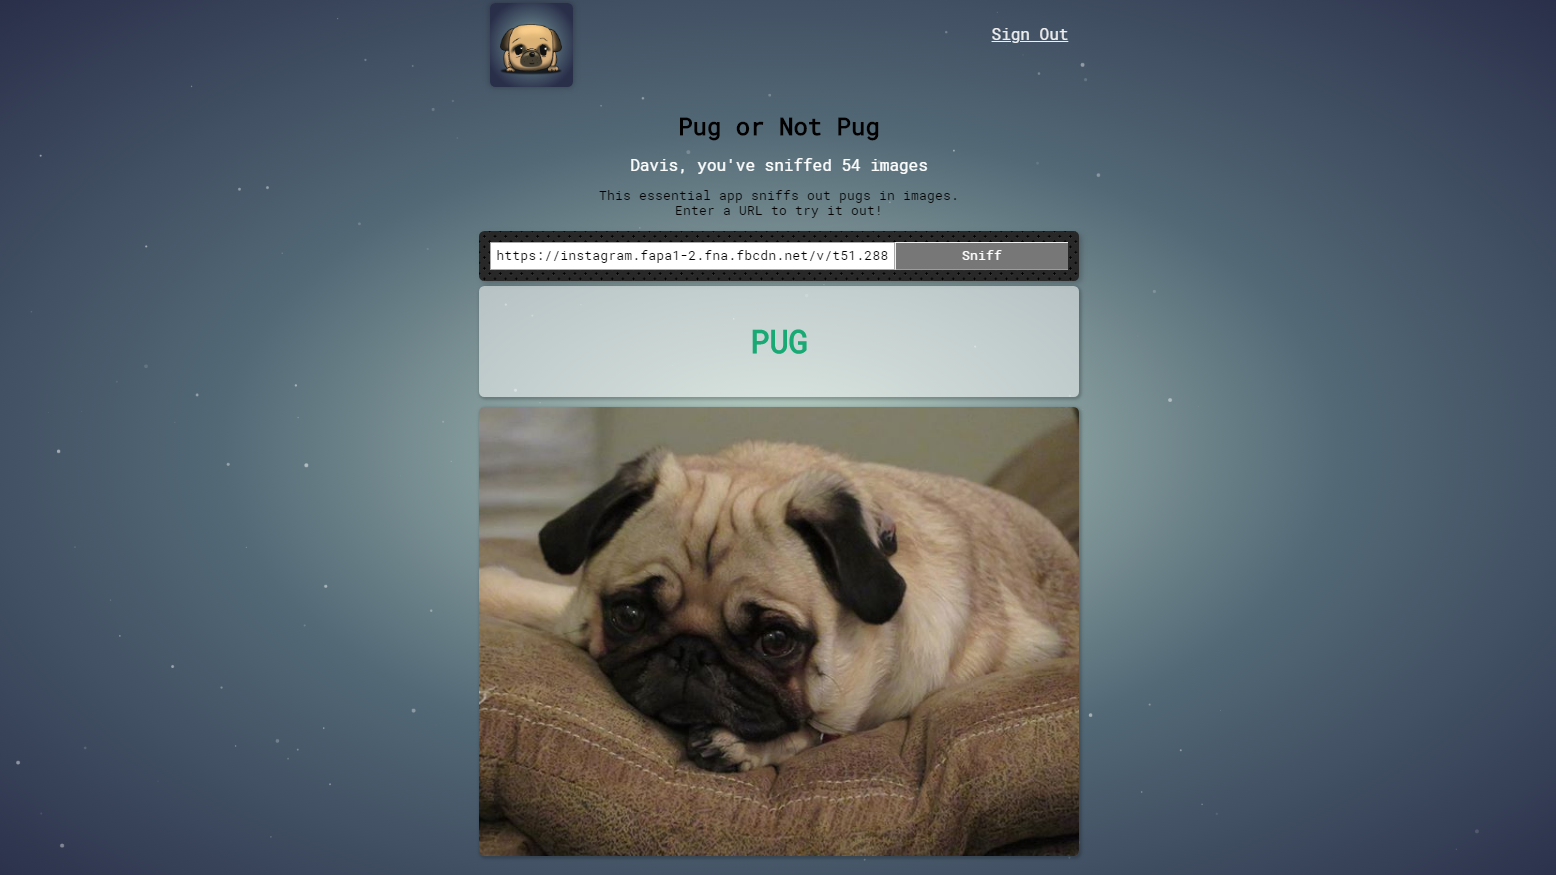 Sign Out
Pug or Not Pug
Davis, you've sniffed 54 images
This essential app sniffs out pugs in images.
Enter a URL to try it out!
https://instagram.fapa1-2.fna.fbcdn.net/v/t51.288
Sniff
PUG